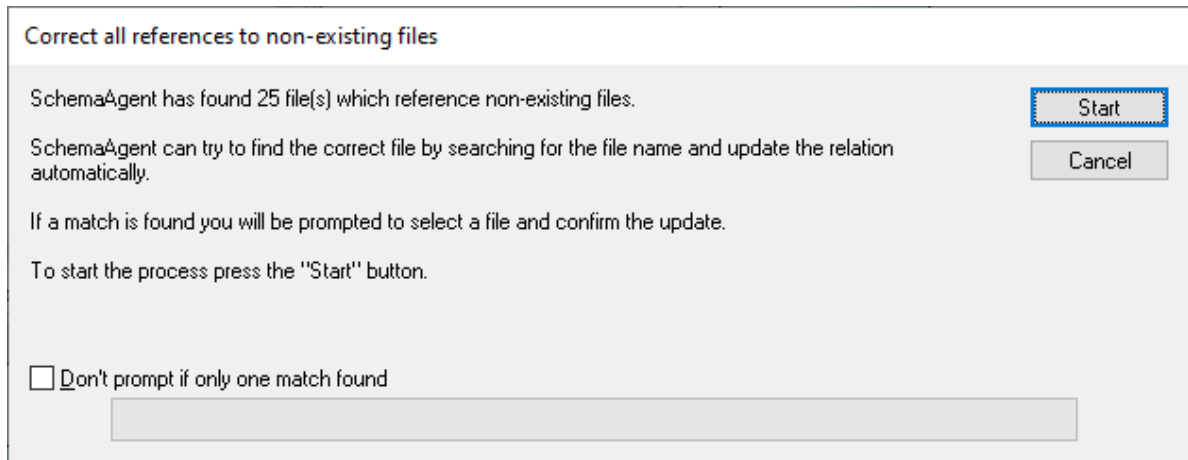 Correct all references to non-existing files
SchemaAgent has found 25 file(s) which reference non-existing files.
Start
SchemaAgent can try to find the correct file by searching for the file name and update the relation
automatically.
Cancel
If a match is found you will be prompted to select a file and confirm the update.
To start the process press the "Start" button.
Don't prompt if only one match found